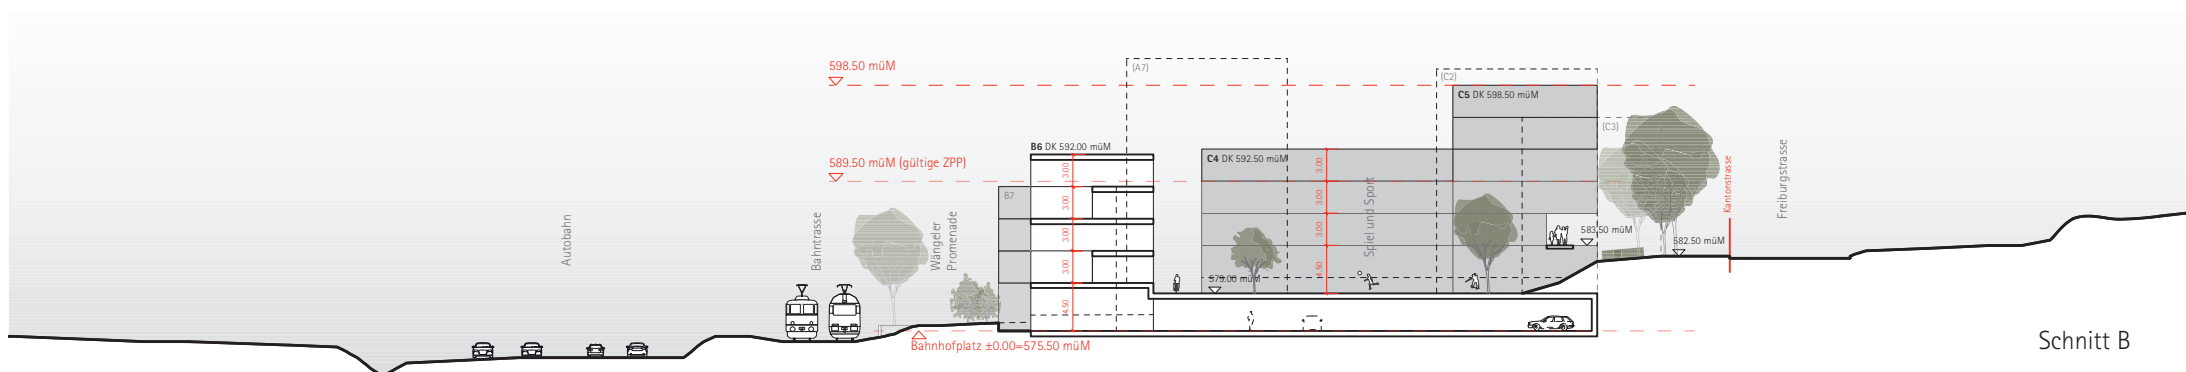 598.50 müM
(A7)
(C2)
C5 DK 598.50 müM
(C3)
B6 DK 592.00 müM
589.50 müM (gültige ZPP)
C4 DK 592.50 müM
B7
3.00
3.00
3.00
3.00
4.50
3.00
3.00
3.00
4.50
Autobahn
Bahntrasse
Wängeler
Promenade
Spiel und Sport
Kantonstrasse
Freiburgstrasse
583.50 müM
582.50 müM
579.00 müM
Bahnhofplatz ±0.00=575.50 müM
Schnitt B